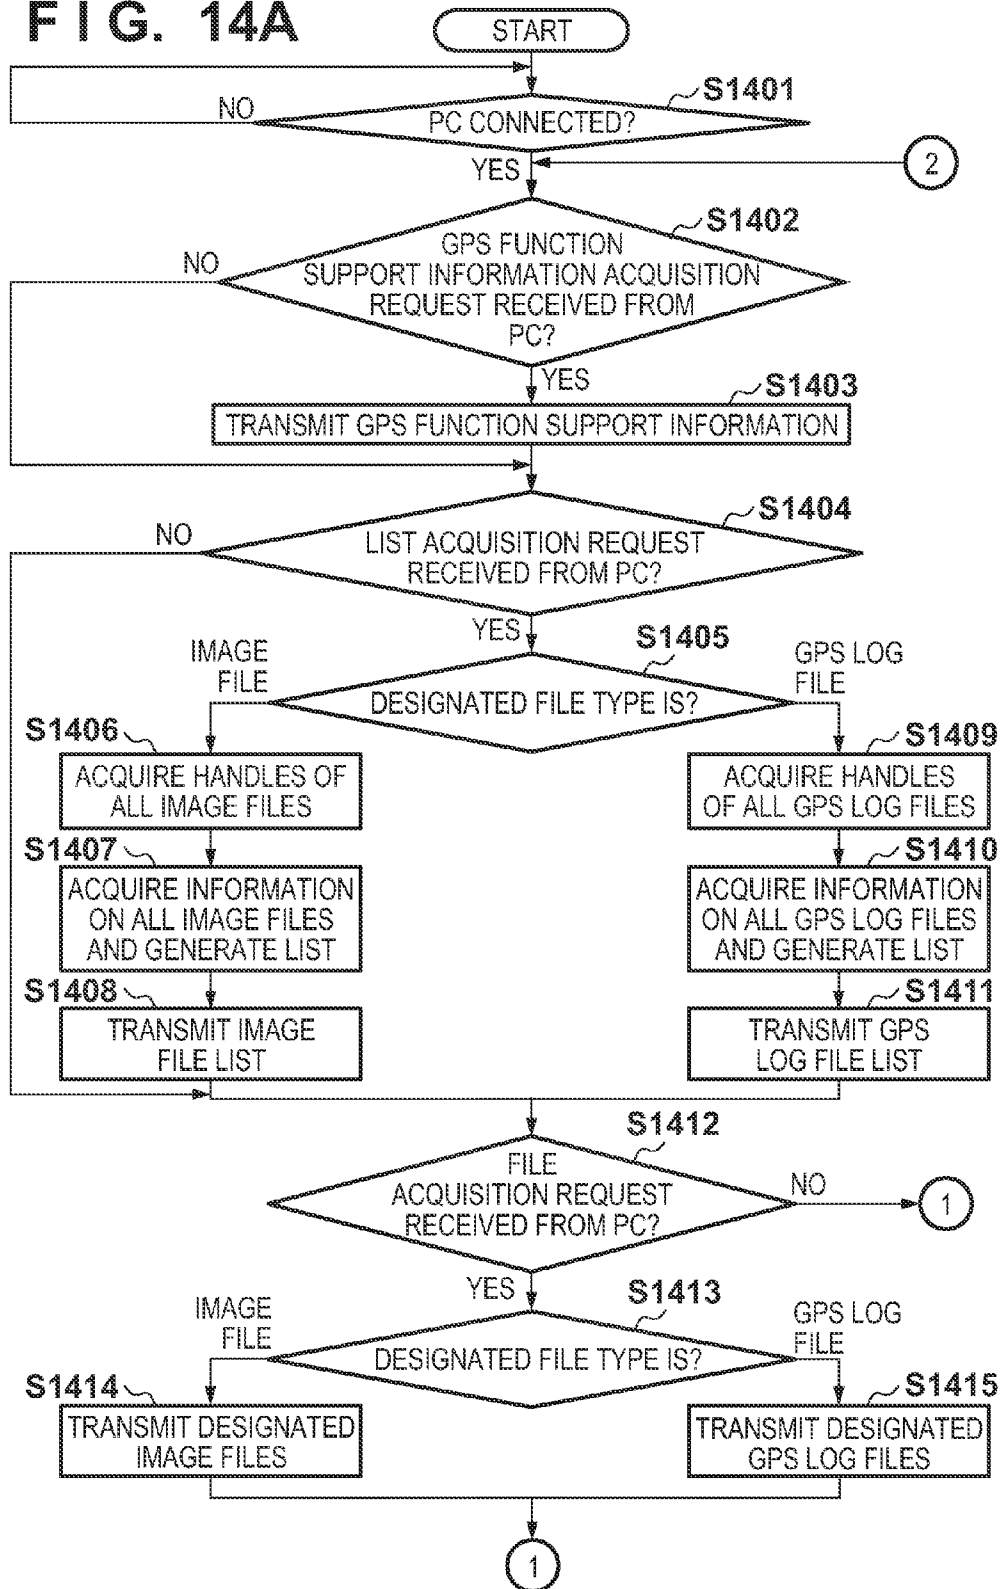 FIG. 14A
START
S1401
NO
PC CONNECTED?
YES
2
S1402
NO
GPS FUNCTION
SUPPORT INFORMATION ACQUISITION
REQUEST RECEIVED FROM
PC?
YES
S1403
TRANSMIT GPS FUNCTION SUPPORT INFORMATION
S1404
NO
LIST ACQUISITION REQUEST
RECEIVED FROM PC?
YES
S1405
IMAGE
FILE
GPS LOG
FILE
DESIGNATED FILE TYPE IS?
S1406
ACQUIRE HANDLES OF
ALL IMAGE FILES
S1409
ACQUIRE HANDLES
OF ALL GPS LOG FILES
S1407
ACQUIRE INFORMATION
ON ALL IMAGE FILES
AND GENERATE LIST
S1410
ACQUIRE INFORMATION
ON ALL GPS LOG FILES
AND GENERATE LIST
S1408
TRANSMIT IMAGE
FILE LIST
S1411
TRANSMIT GPS
LOG FILE LIST
S1412
FILE
ACQUISITION REQUEST
RECEIVED FROM PC?
NO
1
YES
S1413
IMAGE
FILE
GPS LOG
FILE
DESIGNATED FILE TYPE IS?
S1414
TRANSMIT DESIGNATED
IMAGE FILES
S1415
TRANSMIT DESIGNATED
GPS LOG FILES
1